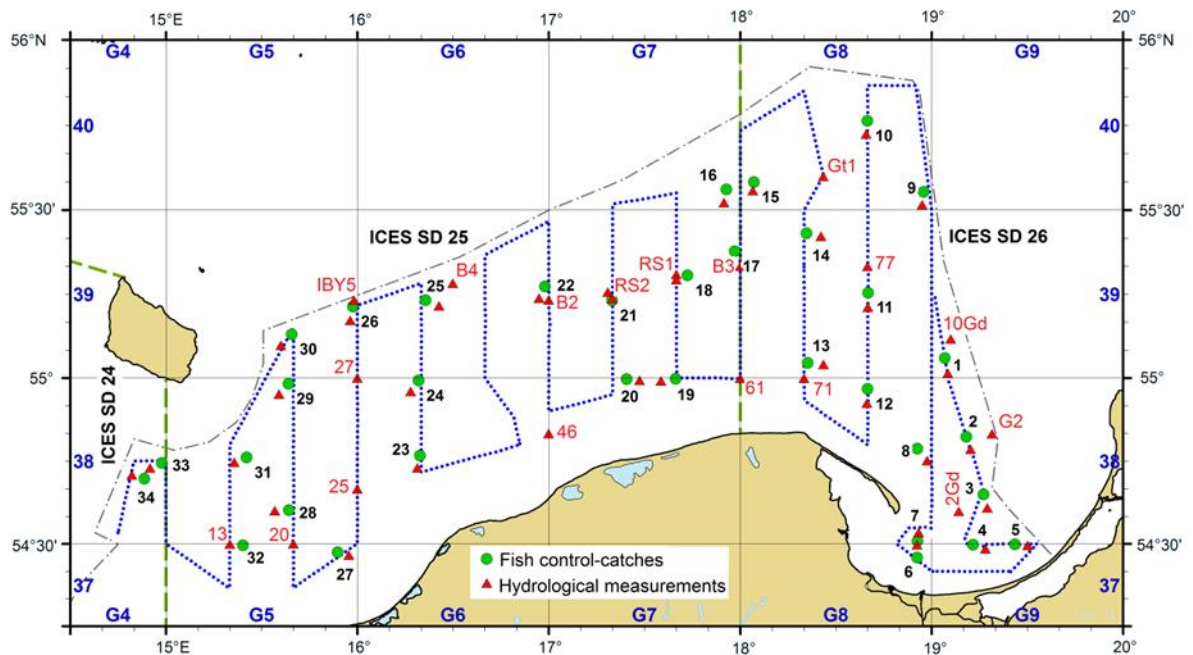 15°E 16° 17° 18° 19° 20°
56°N G4 G5 G6 G7 G8 G9 56°N
40 10 40
16 15 Gt1 9
55°30' 55°30'
ICES SD 25 14 ICES SD 26
17 B3
RS1 77
IBY5 25 B4 22 18
39 RS2 11 39
26 B2 21
30 10Gd
13 1
55° 27 55°
29 24 20 19 61 71
12
ICES SD 24
46 2 G2
23 8
38 33 31 38
34 25 3
28 2Gd
13 20 7 4 5
54°30' 32 54°30'
27 6
Fish control-catches
Hydrological measurements
37 37
G4 G5 G6 G7 G8 G9
15°E 16° 17° 18° 19° 20°